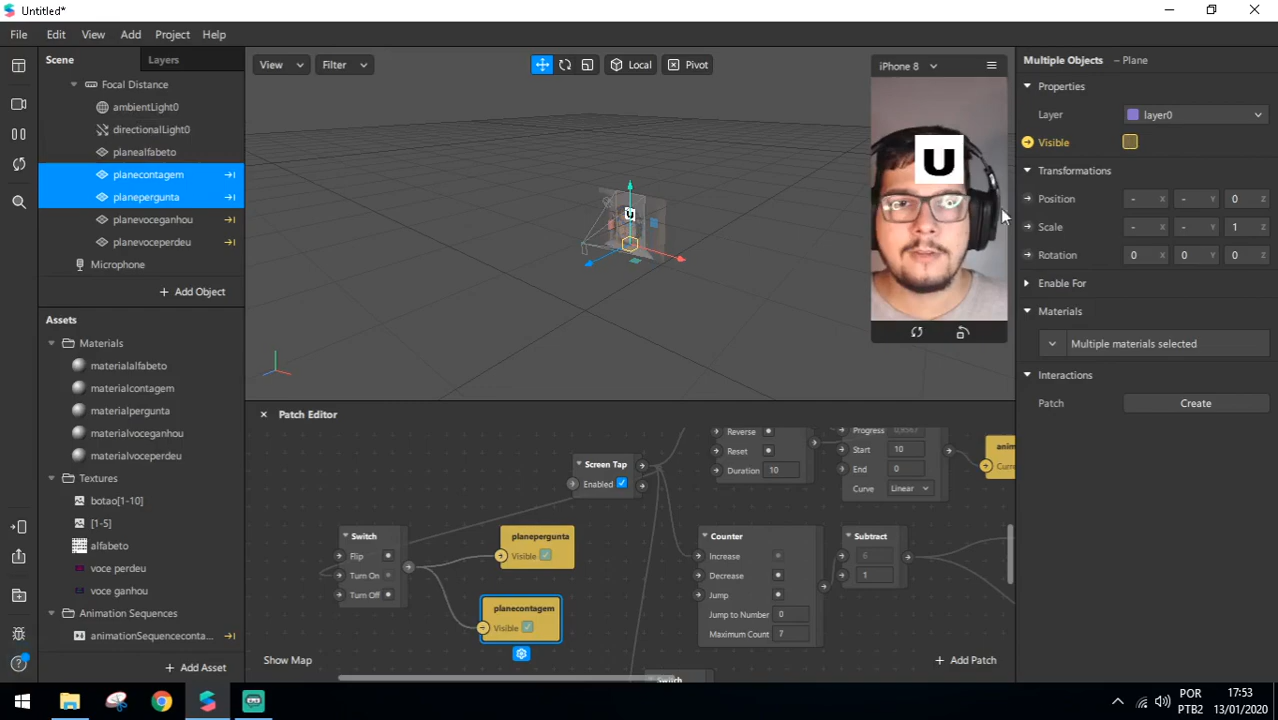 Untitled*
File Edit View Add Project Help
Scene Layers
Focal Distance
ambientLight0
directionalLight0
planealfabeto
planecontagem
planepergunta
planevoceganhou
planevoceperdeu
Microphone
+ Add Object
Assets
Materials
materialalfabeto
materialcontagem
materialpergunta
materialvoceganhou
materialvoceperdeu
Textures
botao[1-10]
[1-5]
alfabeto
voce perdeu
voce ganhou
Animation Sequences
animationSequenceconta...
+ Add Asset
View Filter Local Pivot
U
iPhone 8
U
Patch Editor
Reverse
Reset
Duration 10
Progress 0,8567
Start 10
End 0
Curve Linear
anim
Curre
Screen Tap
Enabled
Switch
Flip
Turn On
Turn Off
planepergunta
Visible
planecontagem
Visible
Counter
Increase
Decrease
Jump
Jump to Number 0
Maximum Count 7
Subtract
6
1
Switch
Show Map
+ Add Patch
Multiple Objects – Plane
Properties
Layer layer0
Visible
Transformations
Position - X - Y 0 Z
Scale - X - Y 1 Z
Rotation 0 X 0 Y 0 Z
Enable For
Materials
Multiple materials selected
Interactions
Patch Create
POR
PTB2
17:53
13/01/2020